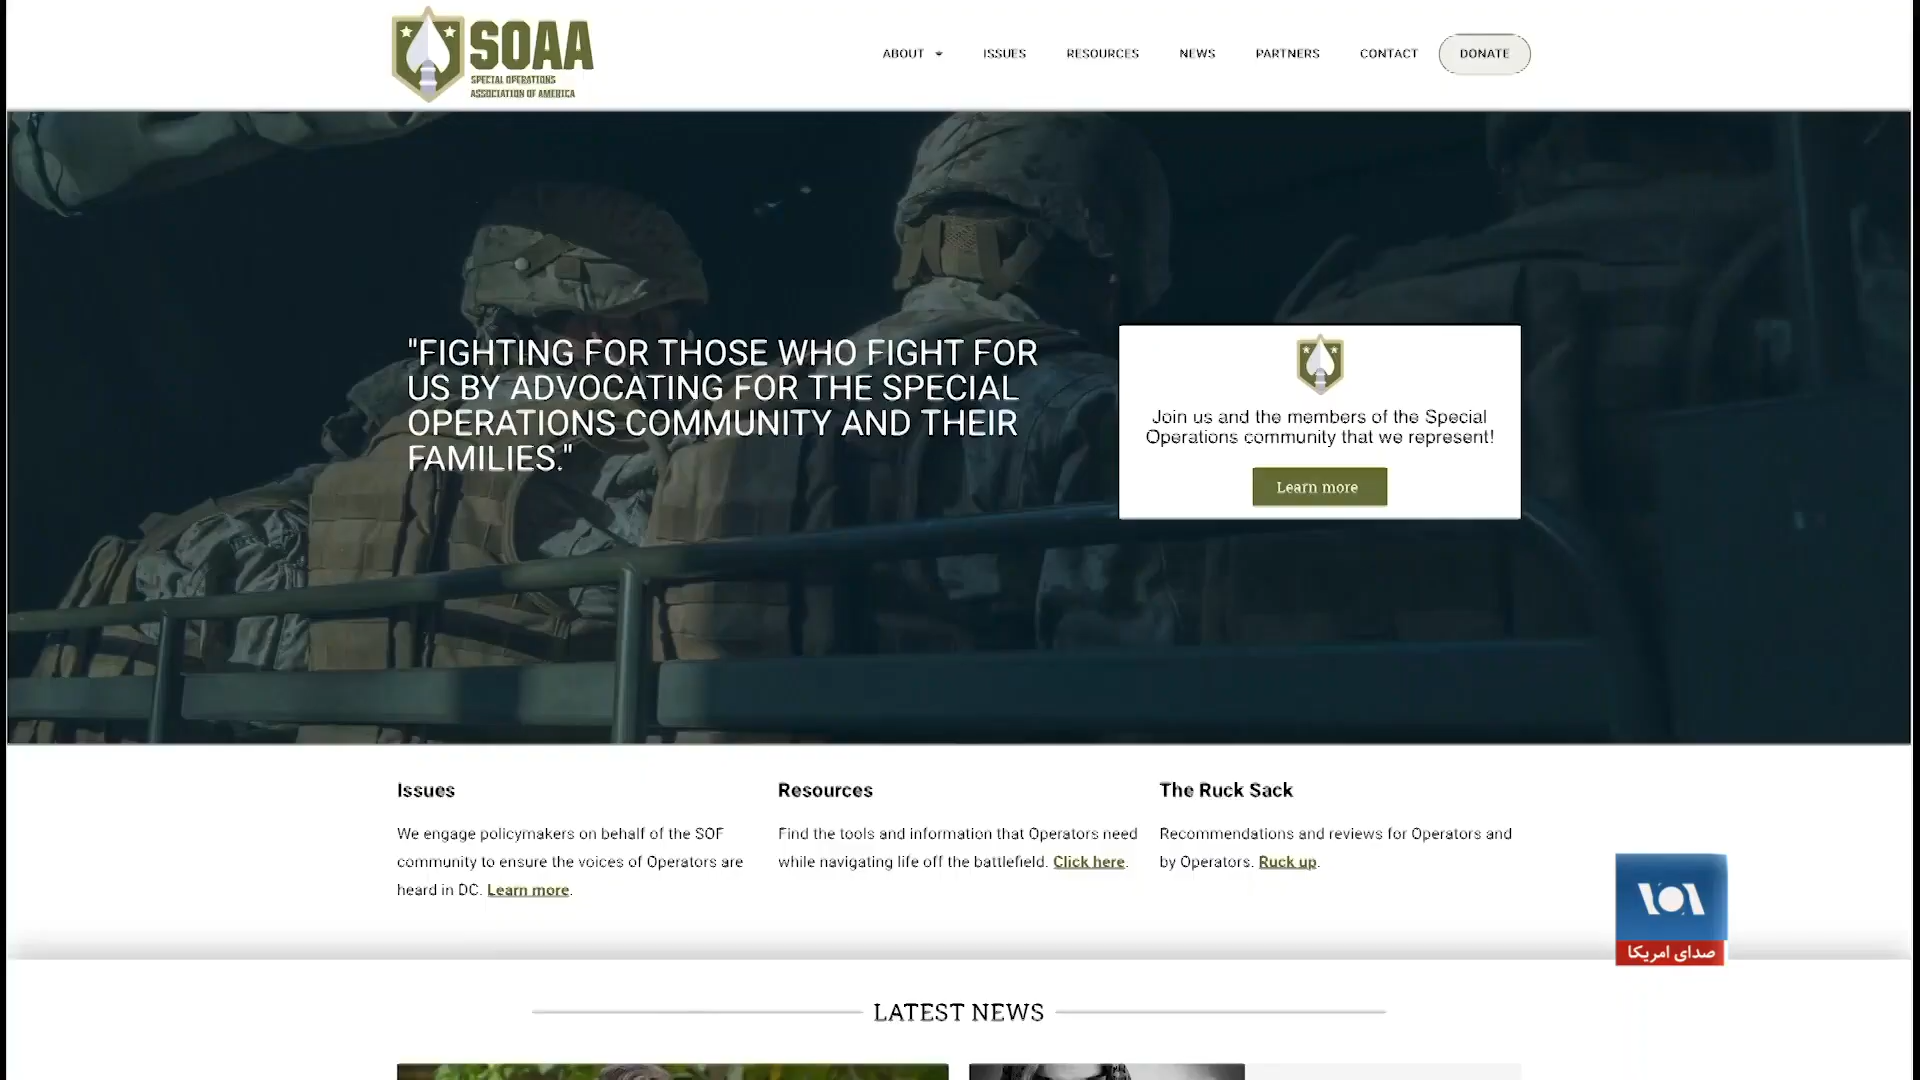 SOAA
SPECIAL OPERATIONS
ASSOCIATION OF AMERICA
ABOUT
ISSUES
RESOURCES
NEWS
PARTNERS
CONTACT
DONATE
"FIGHTING FOR THOSE WHO FIGHT FOR
US BY ADVOCATING FOR THE SPECIAL
OPERATIONS COMMUNITY AND THEIR
FAMILIES."
Join us and the members of the Special
Operations community that we represent!
Learn more
Issues
We engage policymakers on behalf of the SOF
community to ensure the voices of Operators are
heard in DC. Learn more.
Resources
Find the tools and information that Operators need
while navigating life off the battlefield. Click here.
The Ruck Sack
Recommendations and reviews for Operators and
by Operators. Ruck up.
VOA
صدای امریکا
LATEST NEWS